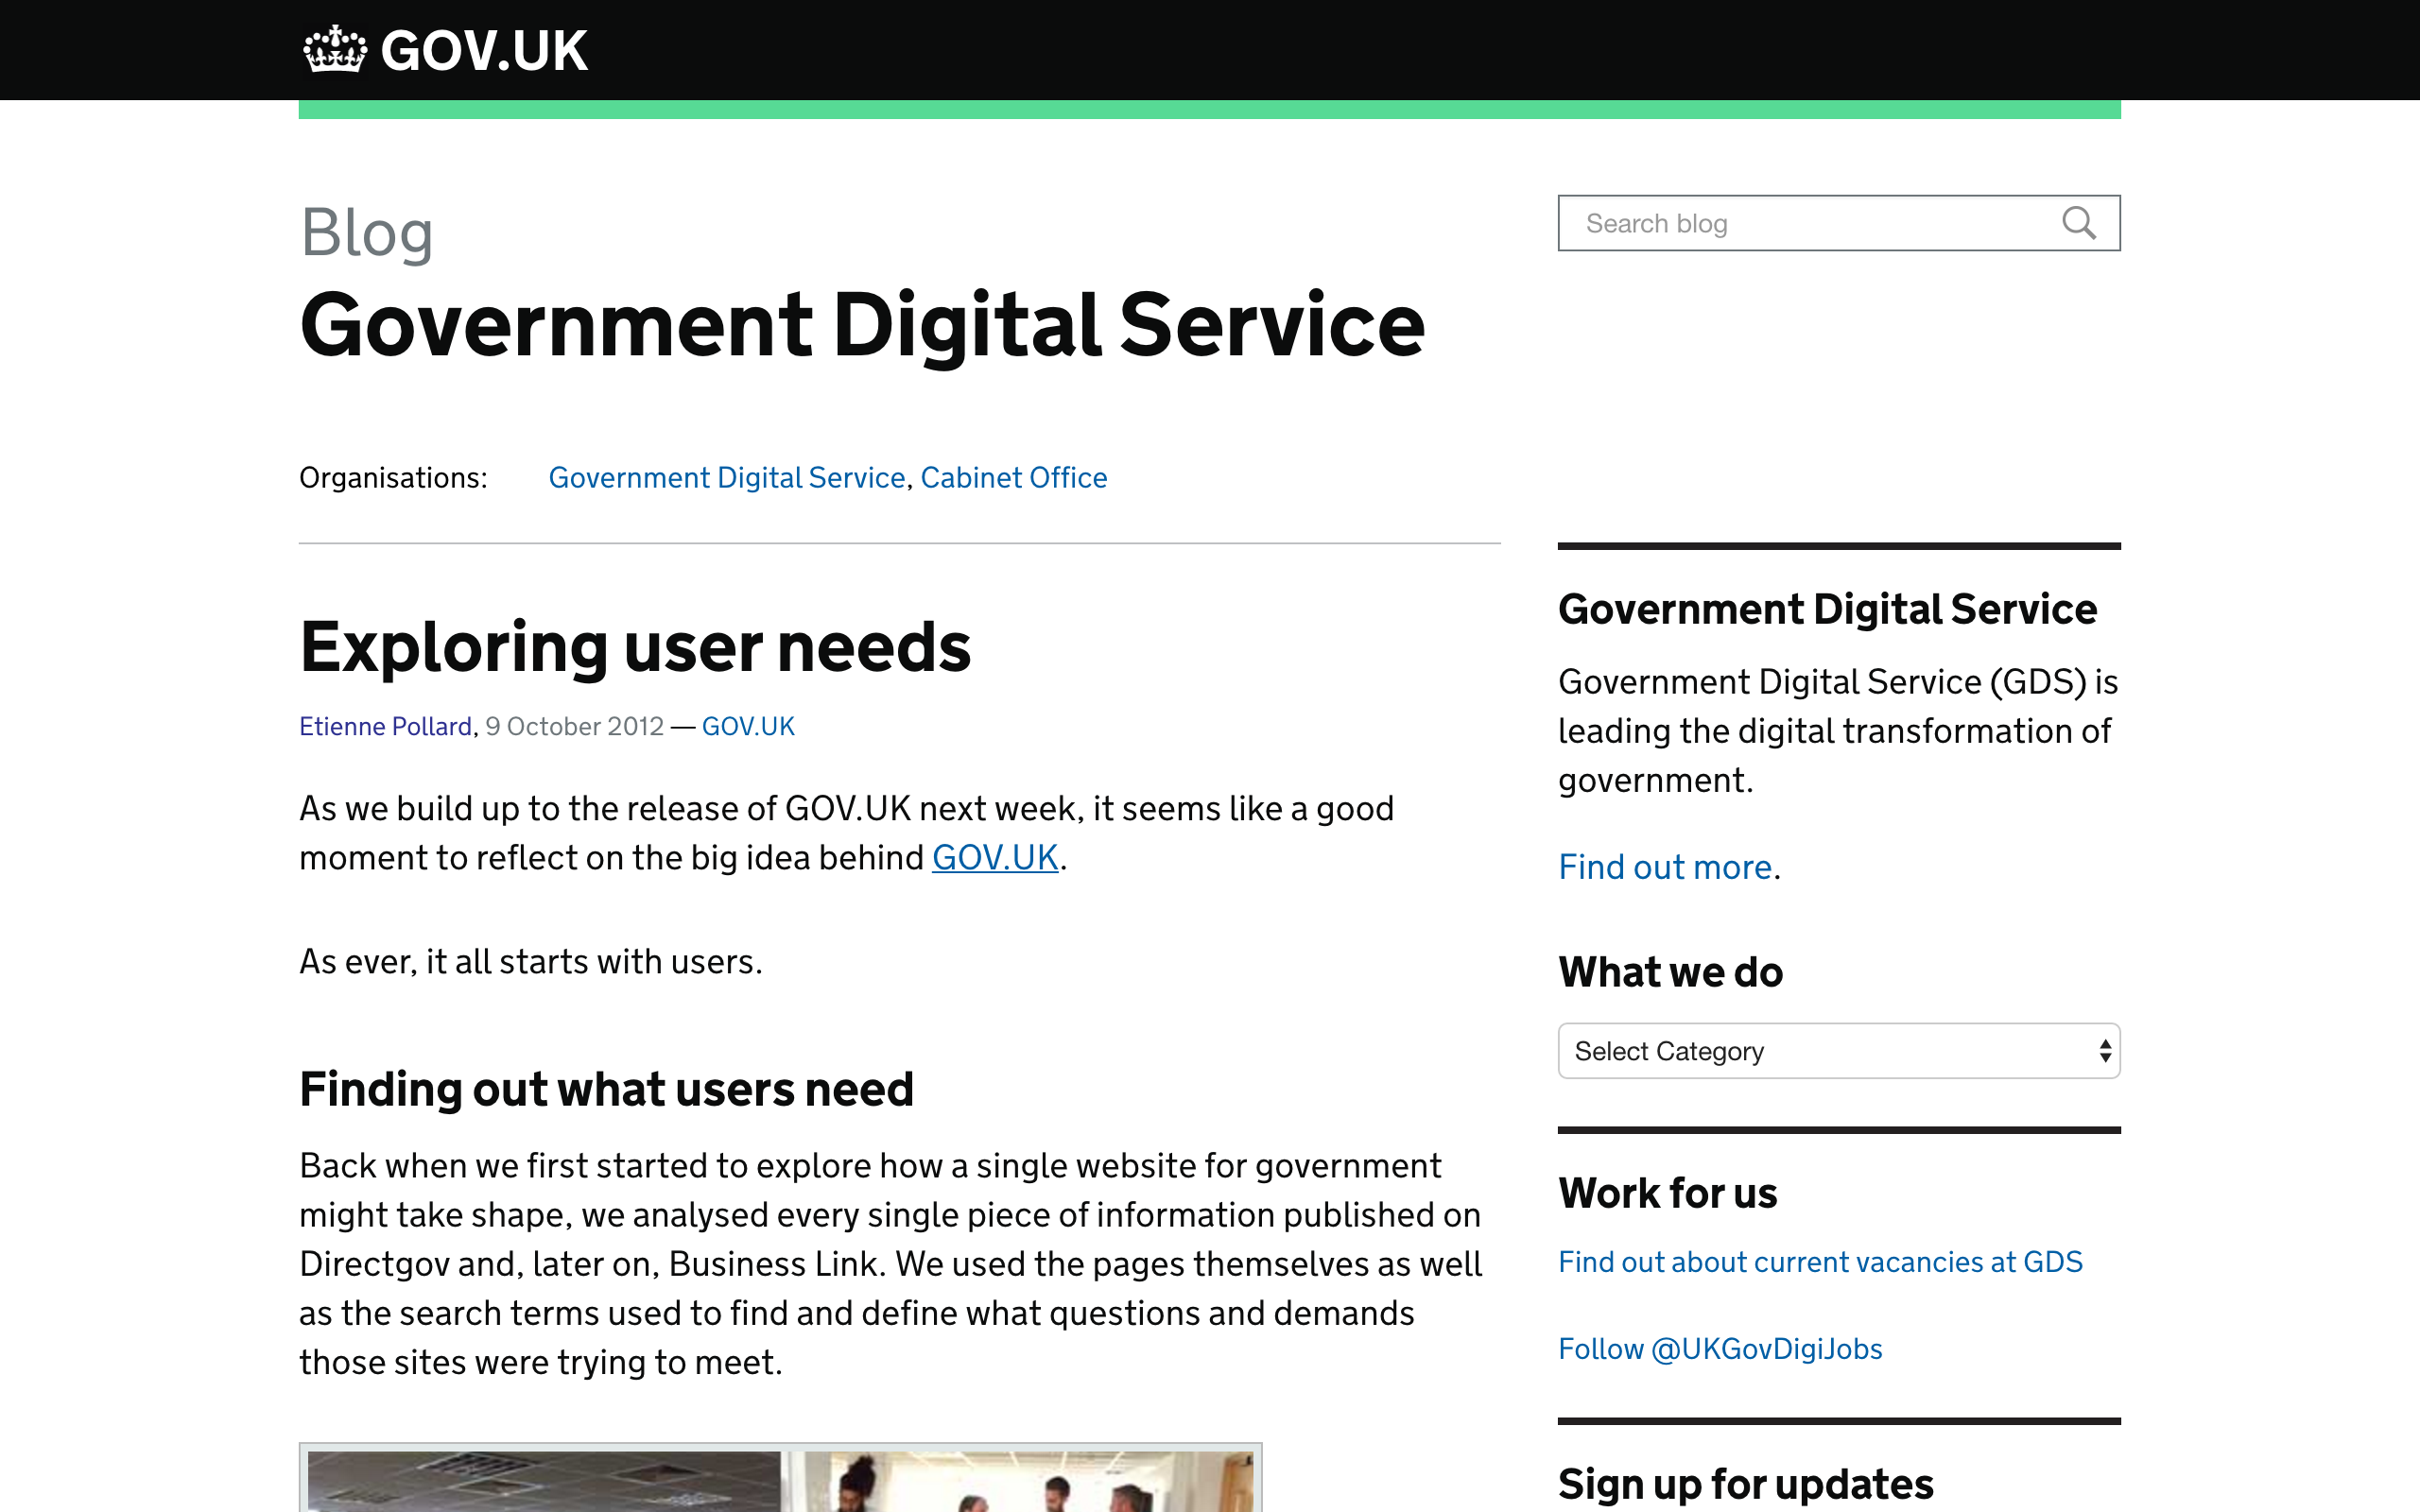 GOV.UK
Blog
Government Digital Service
Search blog
Organisations: Government Digital Service, Cabinet Office
Exploring user needs
Etienne Pollard, 9 October 2012 — GOV.UK
As we build up to the release of GOV.UK next week, it seems like a good
moment to reflect on the big idea behind GOV.UK.
As ever, it all starts with users.
Finding out what users need
Back when we first started to explore how a single website for government
might take shape, we analysed every single piece of information published on
Directgov and, later on, Business Link. We used the pages themselves as well
as the search terms used to find and define what questions and demands
those sites were trying to meet.
Government Digital Service
Government Digital Service (GDS) is
leading the digital transformation of
government.
Find out more.
What we do
Select Category
Work for us
Find out about current vacancies at GDS
Follow @UKGovDigiJobs
Sign up for updates